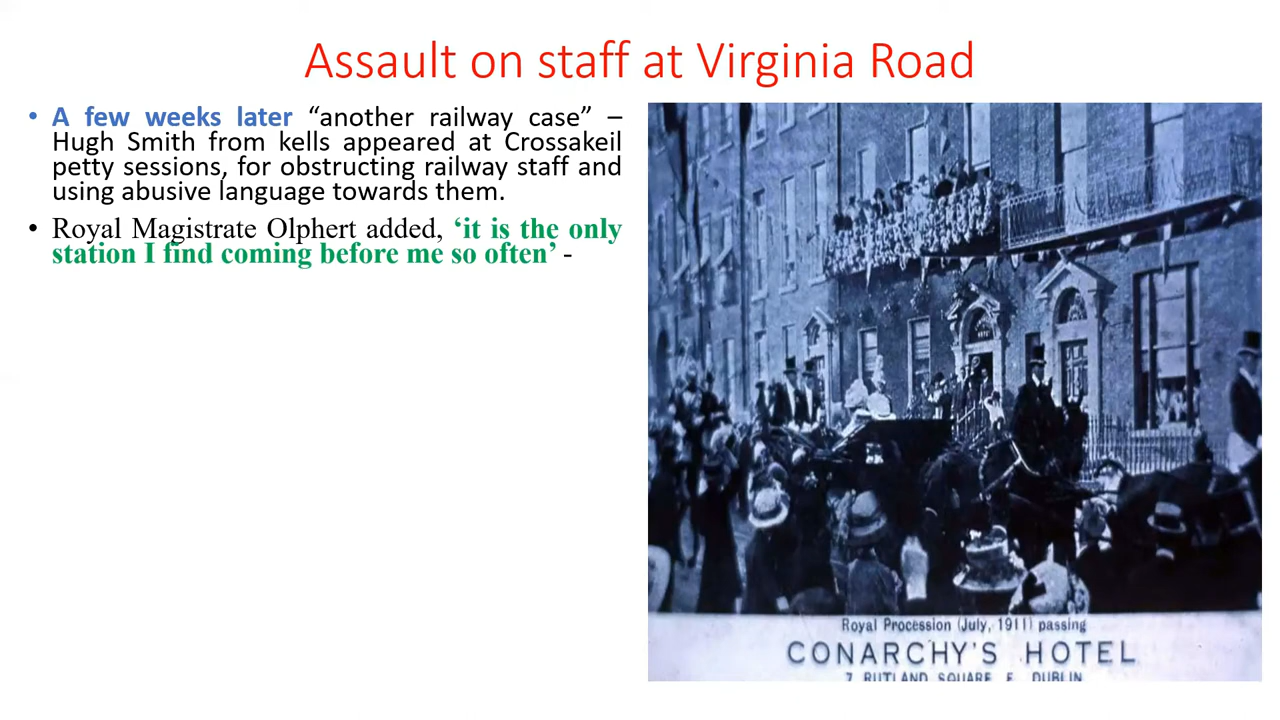 Assault on staff at Virginia Road
• A few weeks later “another railway case” –
Hugh Smith from kells appeared at Crossakeil
petty sessions, for obstructing railway staff and
using abusive language towards them.
• Royal Magistrate Olphert added, ‘it is the only
station I find coming before me so often’ -
Royal Procession (July, 1911) passing
CONARCHY'S HOTEL
7 RUTLAND SQUARE E. DUBLIN